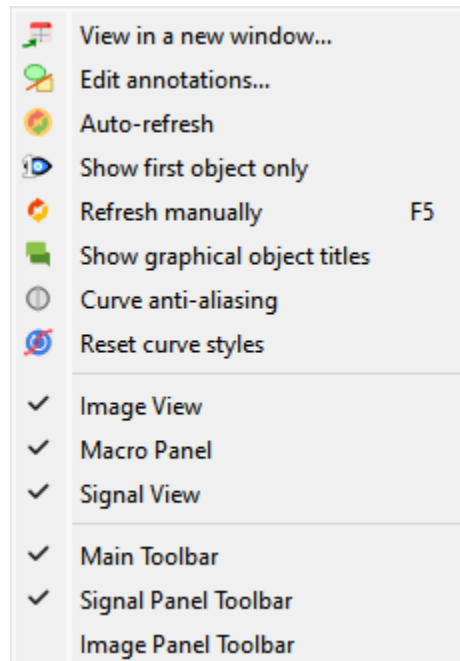 View in a new window...
Edit annotations...
Auto-refresh
Show first object only
Refresh manually F5
Show graphical object titles
Curve anti-aliasing
Reset curve styles
Image View
Macro Panel
Signal View
Main Toolbar
Signal Panel Toolbar
Image Panel Toolbar